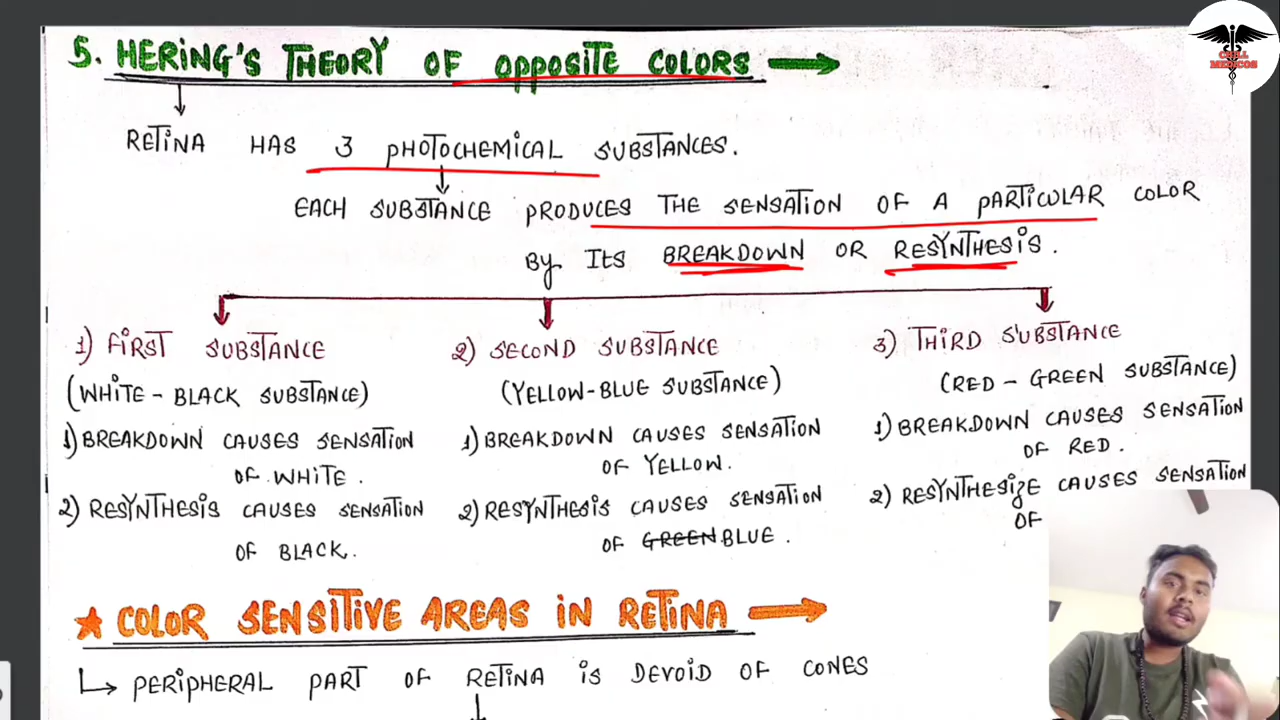 5. HERING'S THEORY OF OPPOSITE COLORS
RETINA HAS 3 PHOTOCHEMICAL SUBSTANCES.
EACH SUBSTANCE PRODUCES THE SENSATION OF A PARTICULAR COLOR
BY ITS BREAKDOWN OR RESYNTHESIS.
1) FIRST SUBSTANCE
(WHITE - BLACK SUBSTANCE)
1) BREAKDOWN CAUSES SENSATION
OF WHITE.
2) RESYNTHESIS CAUSES SENSATION
OF BLACK.
2) SECOND SUBSTANCE
(YELLOW-BLUE SUBSTANCE)
1) BREAKDOWN CAUSES SENSATION
OF YELLOW.
2) RESYNTHESIS CAUSES SENSATION
OF GREEN BLUE.
3) THIRD SUBSTANCE
(RED - GREEN SUBSTANCE)
1) BREAKDOWN CAUSES SENSATION
OF RED.
2) RESYNTHESIZE CAUSES SENSATION
OF
★ COLOR SENSITIVE AREAS IN RETINA
PERIPHERAL PART OF RETINA IS DEVOID OF CONES
CHILL
MEDICOS